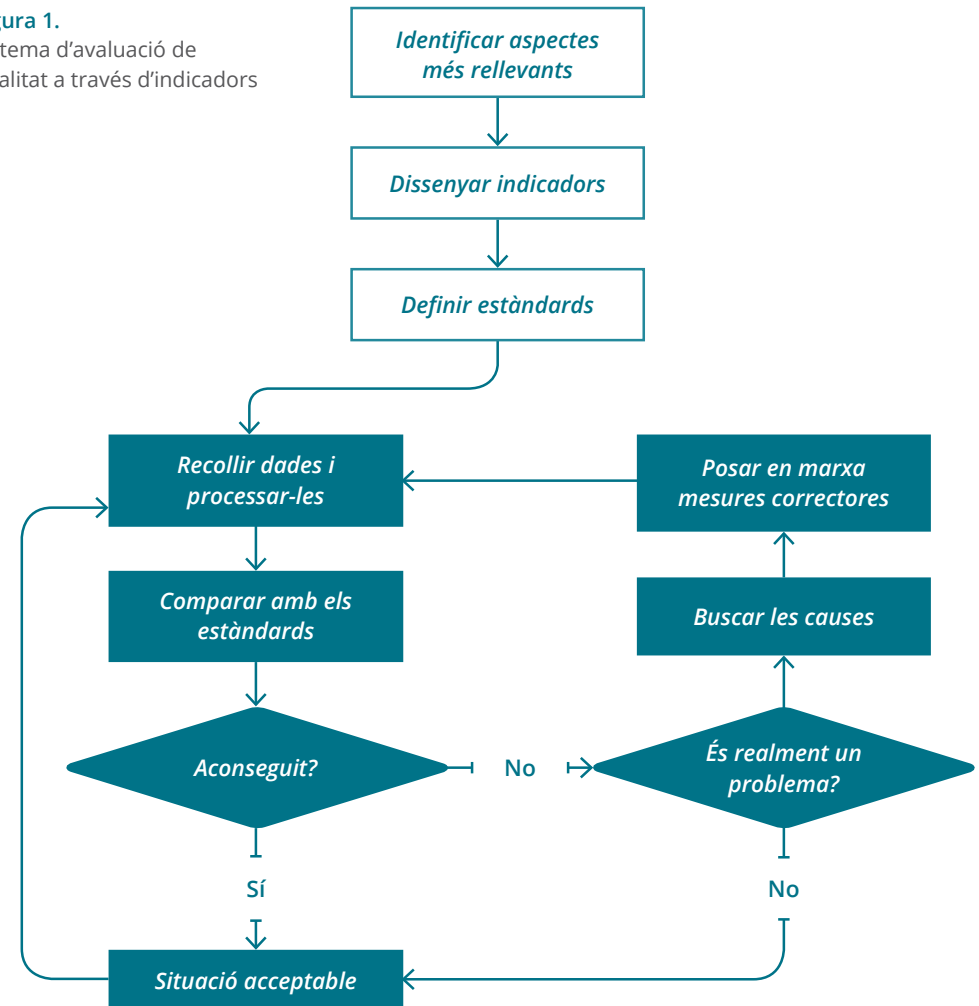 gura 1.
tema d'avaluació de
alitat a través d'indicadors
Identificar aspectes
més rellevants
Dissenyar indicadors
Definir estàndards
Recollir dades i
processar-les
Posar en marxa
mesures correctores
Comparar amb els
estàndards
Buscar les causes
Aconseguit?
No
És realment un
problema?
Sí
No
Situació acceptable